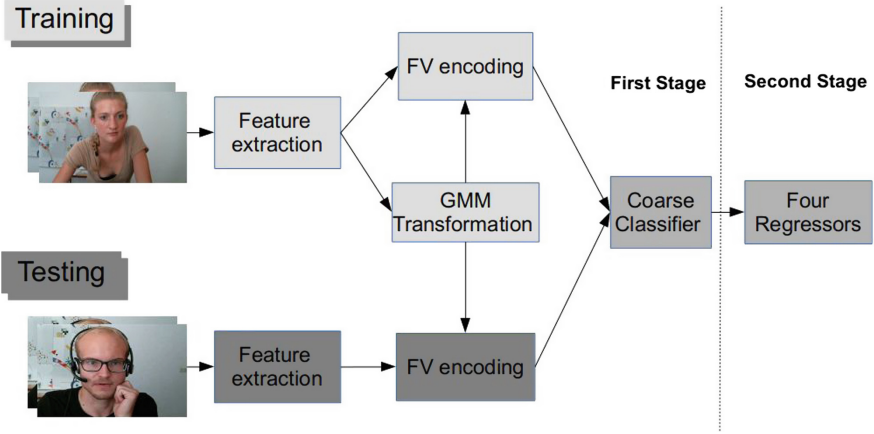 Training
FV encoding
First Stage
Second Stage
Feature
extraction
GMM
Transformation
Coarse
Classifier
Four
Regressors
Testing
Feature
extraction
FV encoding